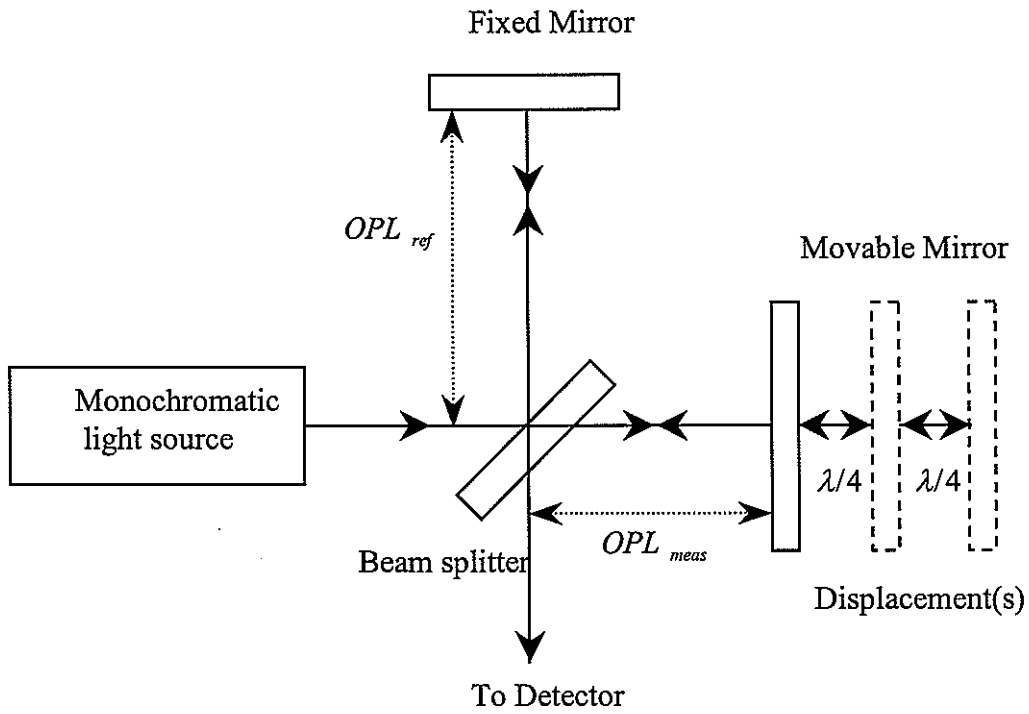 Fixed Mirror
OPL ref
Movable Mirror
Monochromatic
light source
λ/4
λ/4
OPL meas
Beam splitter
Displacement(s)
To Detector